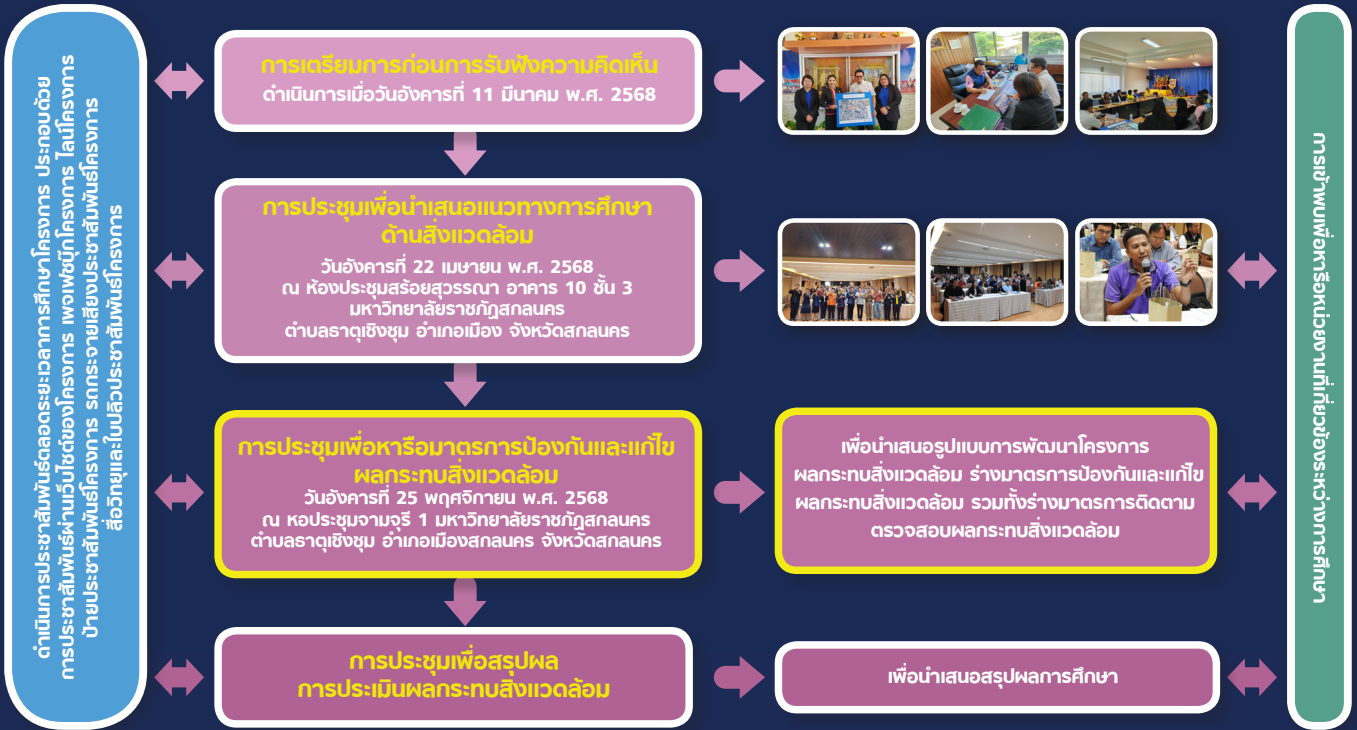 ดำเนินการประชาสัมพันธ์ตลอดระยะเวลาการศึกษาโครงการ ประกอบด้วย
การประชาสัมพันธ์ผ่านเว็บไซต์ของโครงการ เพจเฟซบุ๊กโครงการ ไลน์โครงการ
ป้ายประชาสัมพันธ์โครงการ รถกระจายเสียงประชาสัมพันธ์โครงการ
สื่อวิทยุและใบปลิวประชาสัมพันธ์โครงการ
การเตรียมการก่อนการรับฟังความคิดเห็น
ดำเนินการเมื่อวันอังคารที่ 11 มีนาคม พ.ศ. 2568
การประชุมเพื่อนำเสนอแนวทางการศึกษา
ด้านสิ่งแวดล้อม
วันอังคารที่ 22 เมษายน พ.ศ. 2568
ณ ห้องประชุมสร้อยสุวรรณา อาคาร 10 ชั้น 3
มหาวิทยาลัยราชภัฏสกลนคร
ตำบลธาตุเชิงชุม อำเภอเมือง จังหวัดสกลนคร
การประชุมเพื่อหารือมาตรการป้องกันและแก้ไข
ผลกระทบสิ่งแวดล้อม
วันอังคารที่ 25 พฤศจิกายน พ.ศ. 2568
ณ หอประชุมจามจุรี 1 มหาวิทยาลัยราชภัฏสกลนคร
ตำบลธาตุเชิงชุม อำเภอเมืองสกลนคร จังหวัดสกลนคร
เพื่อนำเสนอรูปแบบการพัฒนาโครงการ
ผลกระทบสิ่งแวดล้อม ร่างมาตรการป้องกันและแก้ไข
ผลกระทบสิ่งแวดล้อม รวมทั้งร่างมาตรการติดตาม
ตรวจสอบผลกระทบสิ่งแวดล้อม
การประชุมเพื่อสรุปผล
การประเมินผลกระทบสิ่งแวดล้อม
เพื่อนำเสนอสรุปผลการศึกษา
การเข้าพบเพื่อหารือหน่วยงานที่เกี่ยวข้องระหว่างการศึกษา